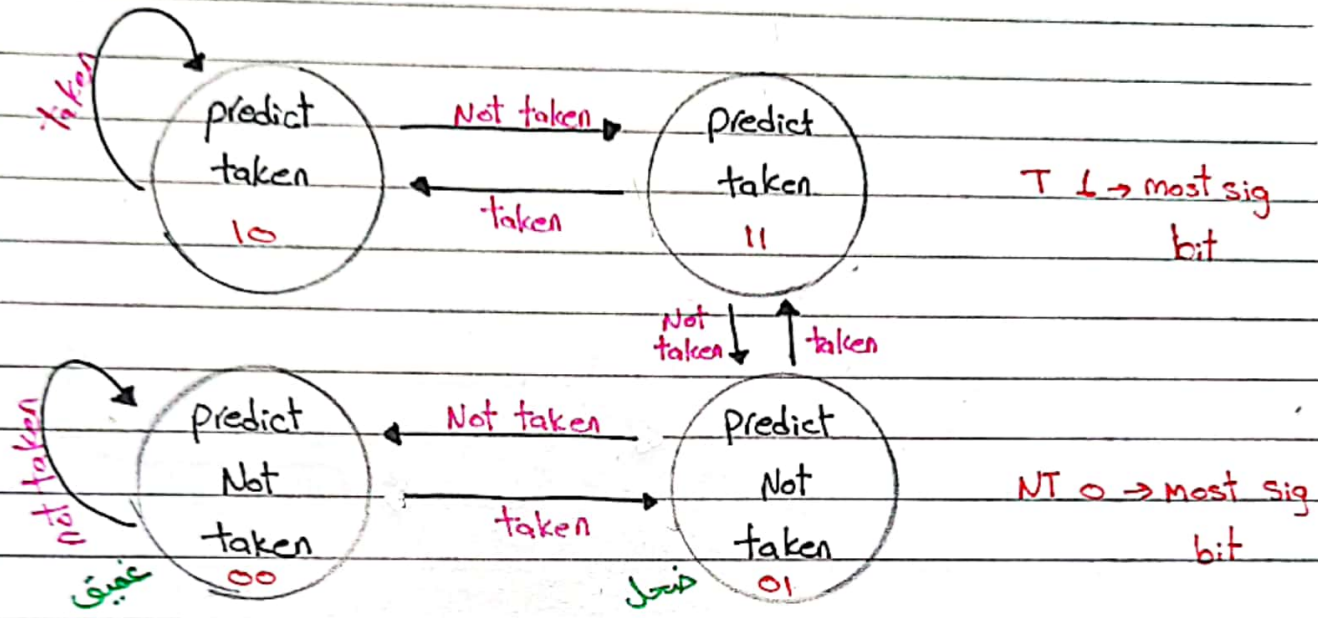 taken
predict
taken
10
Not taken
taken
predict
taken
11
T 1 → most sig
bit
Not
taken
taken
not taken
predict
Not
taken
00
عميق
Not taken
taken
predict
Not
taken
01
ضحل
NT 0 → most sig
bit